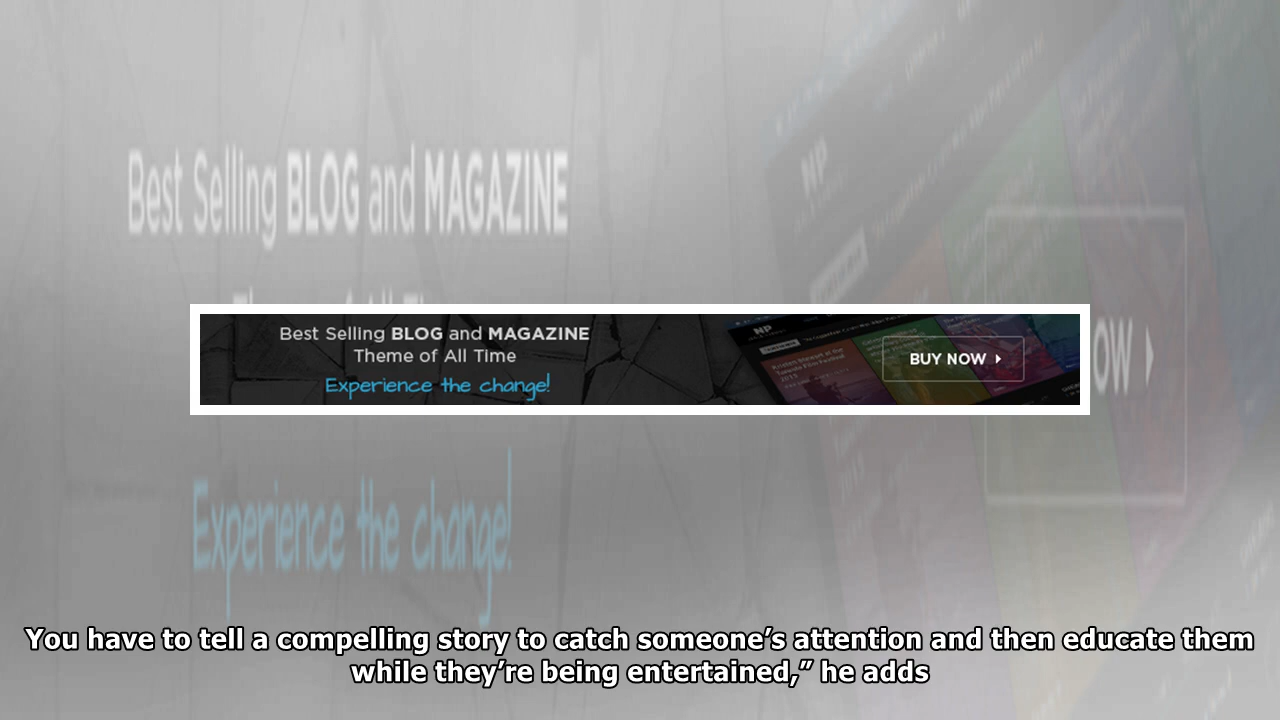 Best Selling BLOG and MAGAZINE
Best Selling BLOG and MAGAZINE
Theme of All Time
Experience the change!
NP
BUY NOW
OW
Experience the change!
You have to tell a compelling story to catch someone’s attention and then educate them
while they’re being entertained,” he adds